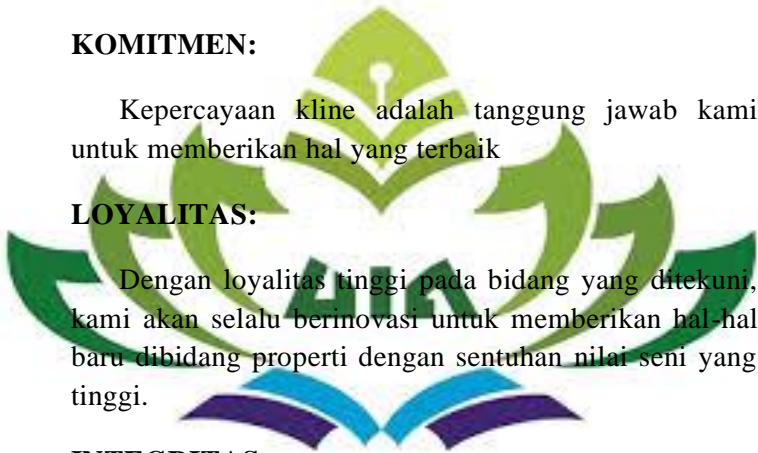 KOMITMEN:
Kepercayaan kline adalah tanggung jawab kami
untuk memberikan hal yang terbaik
LOYALITAS:
Dengan loyalitas tinggi pada bidang yang ditekuni,
kami akan selalu berinovasi untuk memberikan hal-hal
baru dibidang properti dengan sentuhan nilai seni yang
tinggi.